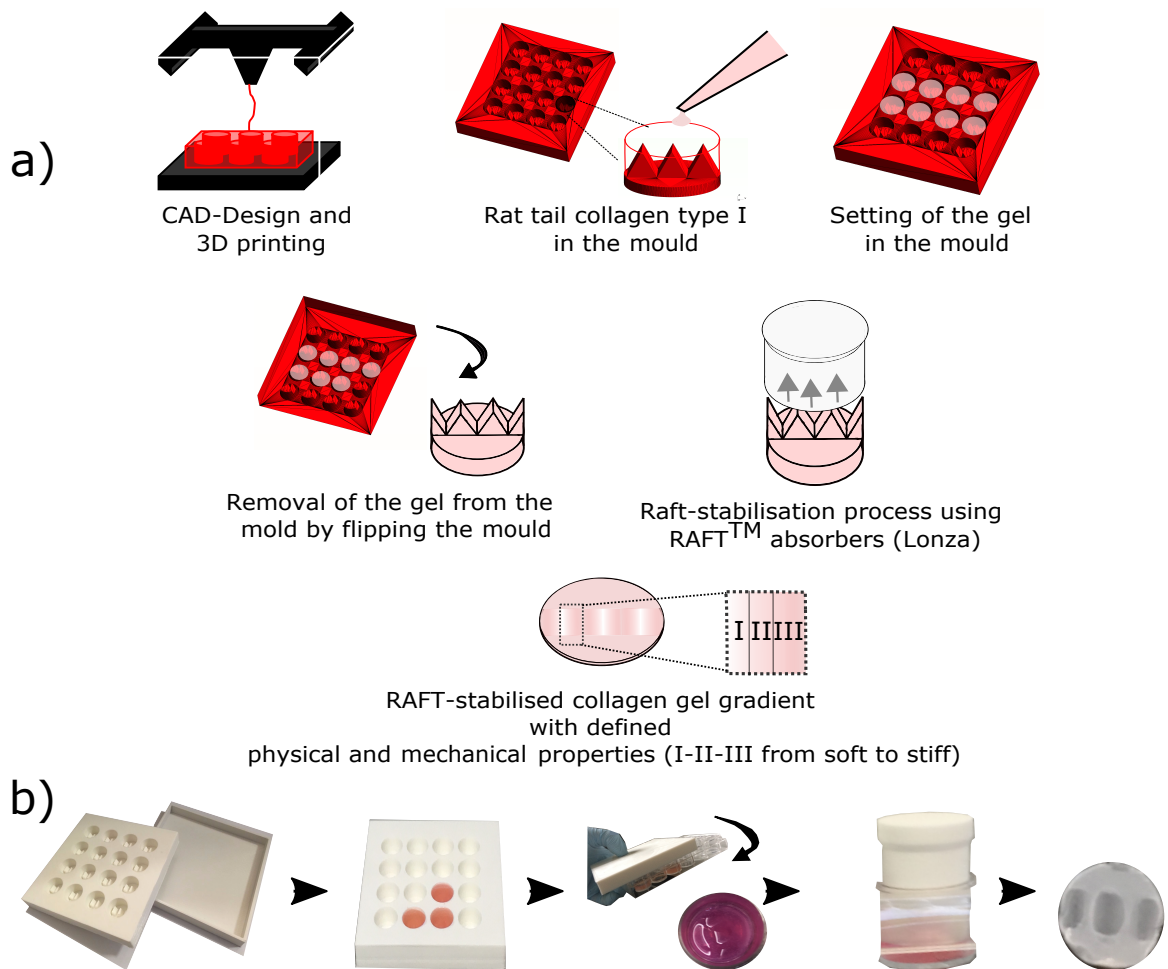 a)
CAD-Design and
3D printing
Rat tail collagen type I
in the mould
Setting of the gel
in the mould
Removal of the gel from the
mold by flipping the mould
Raft-stabilisation process using
RAFT™ absorbers (Lonza)
I II III
RAFT-stabilised collagen gel gradient
with defined
physical and mechanical properties (I-II-III from soft to stiff)
b)